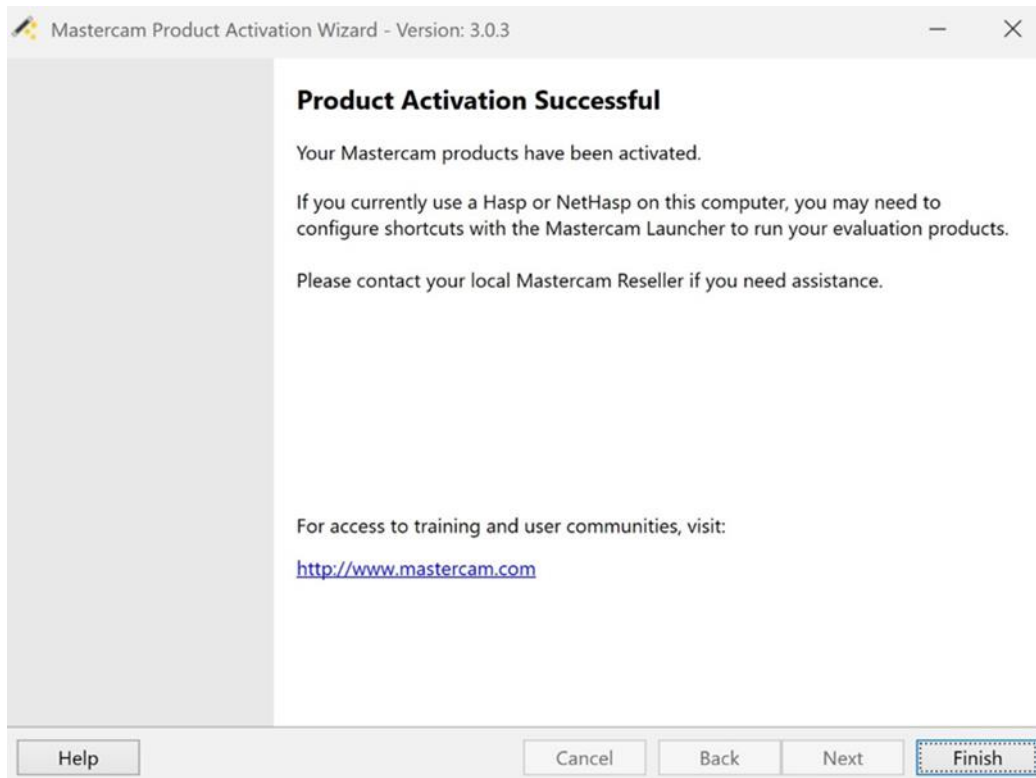 Mastercam Product Activation Wizard - Version: 3.0.3
Product Activation Successful
Your Mastercam products have been activated.
If you currently use a Hasp or NetHasp on this computer, you may need to
configure shortcuts with the Mastercam Launcher to run your evaluation products.
Please contact your local Mastercam Reseller if you need assistance.
For access to training and user communities, visit:
http://www.mastercam.com
Help
Cancel
Back
Next
Finish